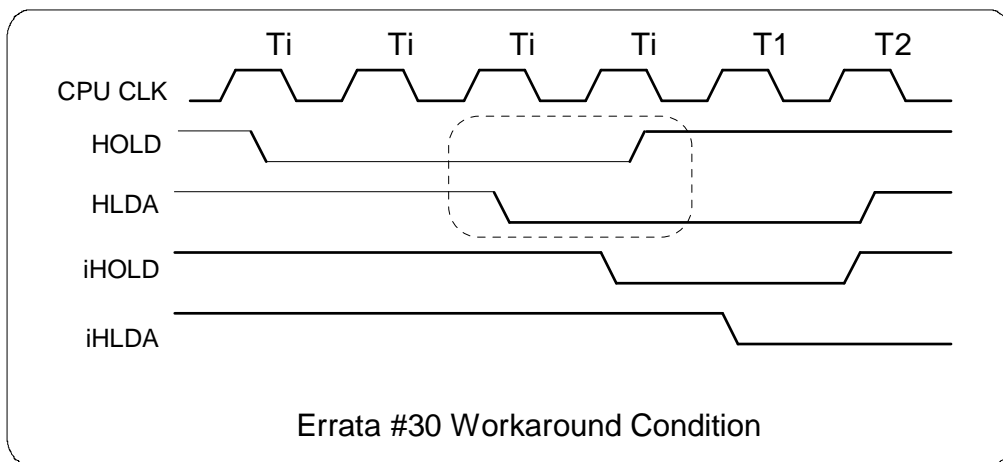 Ti Ti Ti Ti T1 T2
CPU CLK
HOLD
HLDA
iHOLD
iHLDA
Errata #30 Workaround Condition